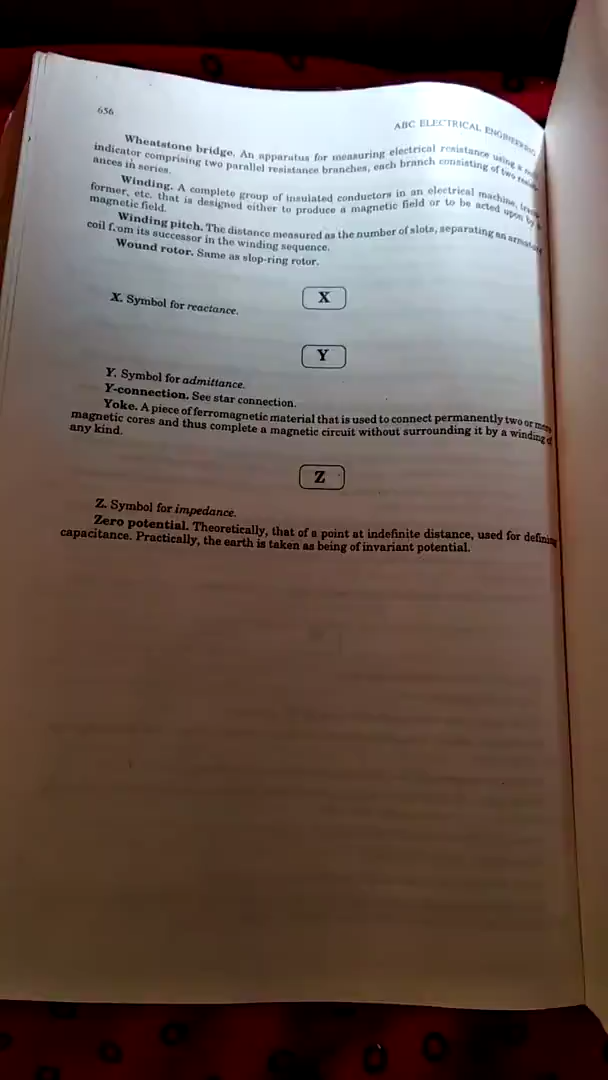 656
ABC ELECTRICAL ENGINEERING
Wheatstone bridge. An apparatus for measuring electrical resistance using a
indicator comprising two parallel resistance branches, each branch consisting of two
ances in series.
Winding. A complete group of insulated conductors in an electrical machine,
former, etc. that is designed either to produce a magnetic field or to be acted upon by
magnetic field.
Winding pitch. The distance measured as the number of slots, separating an
coil from its successor in the winding sequence.
Wound rotor. Same as slop-ring rotor.
X
X. Symbol for reactance.
Y
Y. Symbol for admittance.
Y-connection. See star connection.
Yoke. A piece of ferromagnetic material that is used to connect permanently two or more
magnetic cores and thus complete a magnetic circuit without surrounding it by a winding
any kind.
Z
Z. Symbol for impedance.
Zero potential. Theoretically, that of a point at indefinite distance, used for defining
capacitance. Practically, the earth is taken as being of invariant potential.